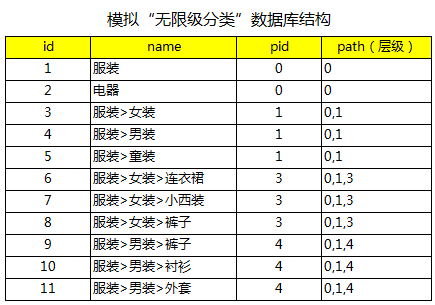 模拟“无限级分类”数据库结构
id name pid path（层级）
1 服装 0 0
2 电器 0 0
3 服装>女装 1 0,1
4 服装>男装 1 0,1
5 服装>童装 1 0,1
6 服装>女装>连衣裙 3 0,1,3
7 服装>女装>小西装 3 0,1,3
8 服装>女装>裤子 3 0,1,3
9 服装>男装>裤子 4 0,1,4
10 服装>男装>衬衫 4 0,1,4
11 服装>男装>外套 4 0,1,4